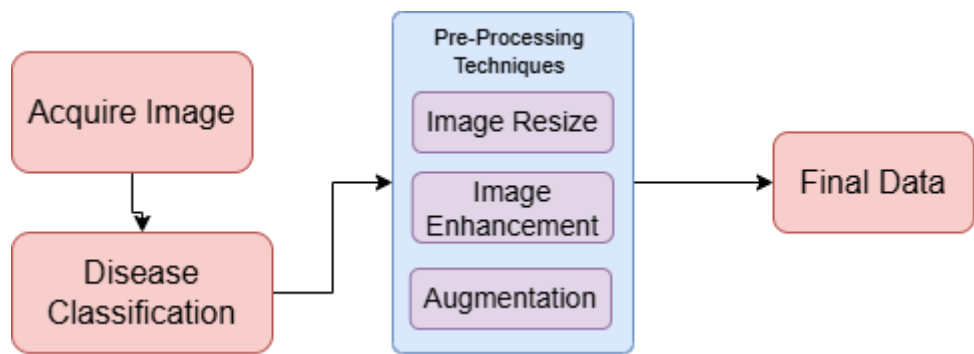 Acquire Image
Disease
Classification
Pre-Processing
Techniques
Image Resize
Image
Enhancement
Augmentation
Final Data